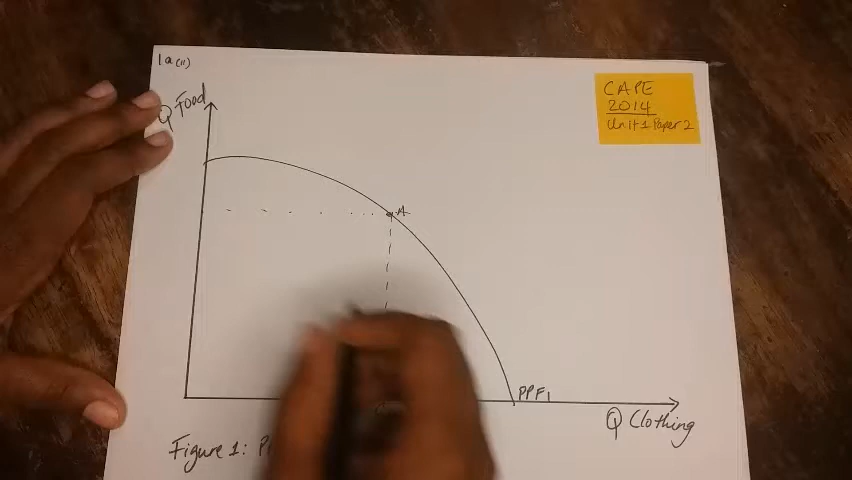 1a(ii)
CAPE
2014
Unit 1 Paper 2
Q Food
A
PPF1
Q Clothing
Figure 1: